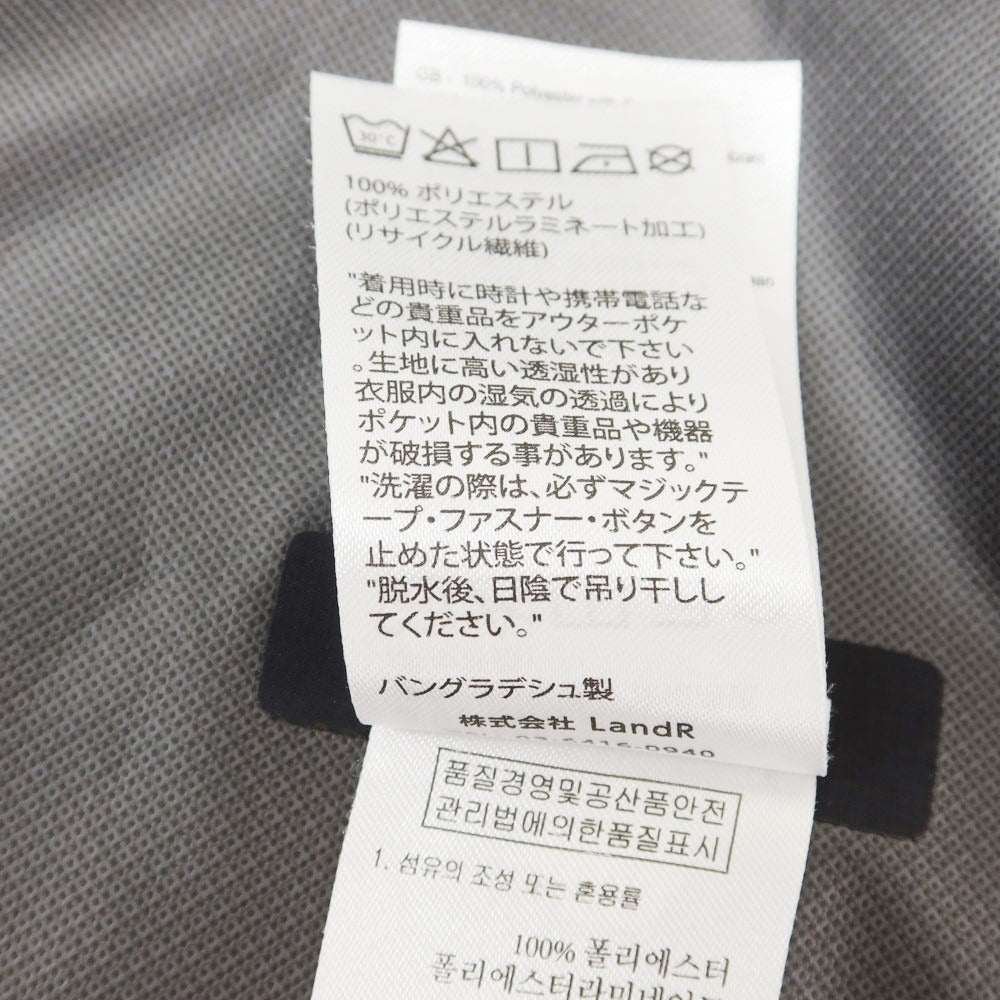 GB - 100% Polyester with
30°C
100% ポリエステル
(ポリエステルラミネート加工)
(リサイクル繊維)
"着用時に時計や携帯電話な
どの貴重品をアウターポケ
ット内に入れないで下さい
。生地に高い透湿性があり
衣服内の湿気の透過により
ポケット内の貴重品や機器
が破損する事があります。"
"洗濯の際は、必ずマジックテ
ープ・ファスナー・ボタンを
止めた状態で行って下さい。"
"脱水後、日陰で吊り干しし
てください。"
バングラデシュ製
株式会社 LandR
품질경영및공산품안전
관리법에의한품질표시
1. 섬유의 조성 또는 혼용률
100% 폴리에스터